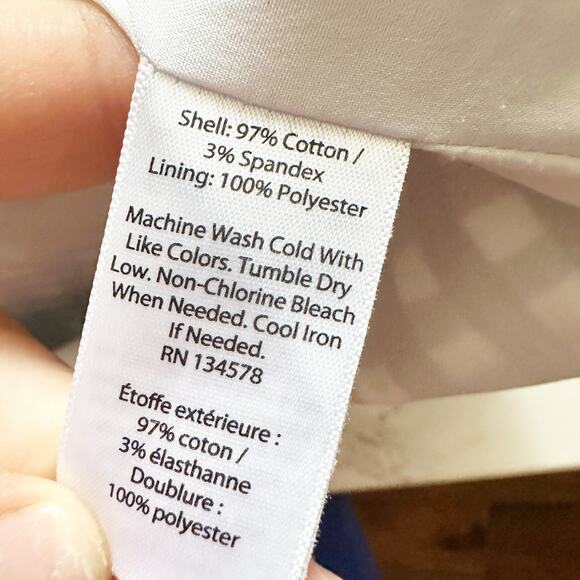 Shell: 97% Cotton /
3% Spandex
Lining: 100% Polyester
Machine Wash Cold With
Like Colors. Tumble Dry
Low. Non-Chlorine Bleach
When Needed. Cool Iron
If Needed.
RN 134578
Étoffe extérieure :
97% coton /
3% élasthanne
Doublure :
100% polyester